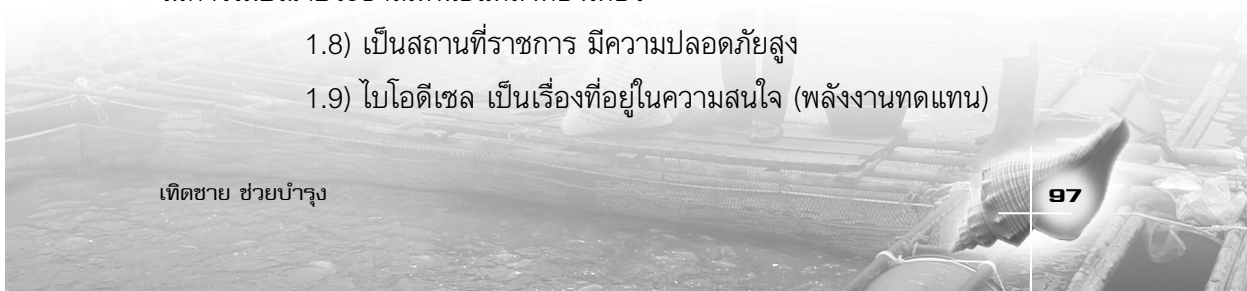 1.8) เป็นสถานที่ราชการ มีความปลอดภัยสูง
1.9) ไบโอดีเซล เป็นเรื่องที่อยู่ในความสนใจ (พลังงานทดแทน)
เทิดชาย ช่วยบำรุง
97